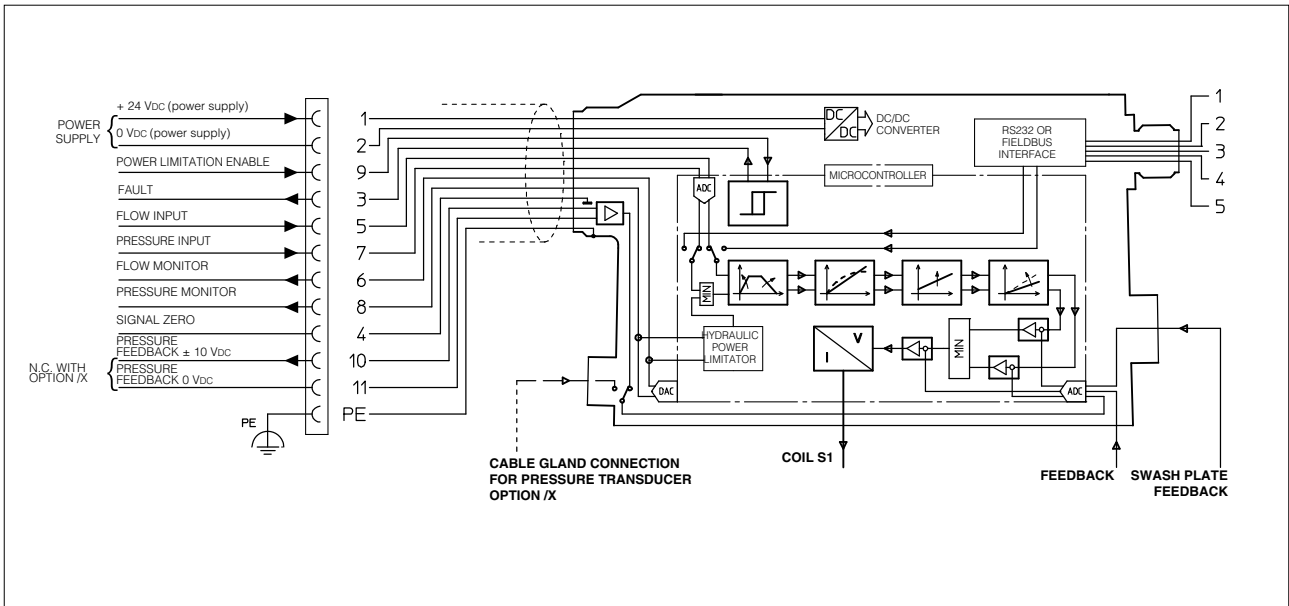 + 24 VDC (power supply)
POWER
SUPPLY
0 VDC (power supply)
POWER LIMITATION ENABLE
FAULT
FLOW INPUT
PRESSURE INPUT
FLOW MONITOR
PRESSURE MONITOR
SIGNAL ZERO
PRESSURE
FEEDBACK ± 10 VDC
N.C. WITH
OPTION /X
PRESSURE
FEEDBACK 0 VDC
PE
1
2
9
3
5
7
6
8
4
10
11
PE
DC
DC
DC/DC
CONVERTER
RS232 OR
FIELDBUS
INTERFACE
1
2
3
4
5
MICROCONTROLLER
ADC
MIN
HYDRAULIC
POWER
LIMITATOR
V
I
MIN
DAC
ADC
CABLE GLAND CONNECTION
FOR PRESSURE TRANSDUCER
OPTION /X
COIL S1
FEEDBACK
SWASH PLATE
FEEDBACK